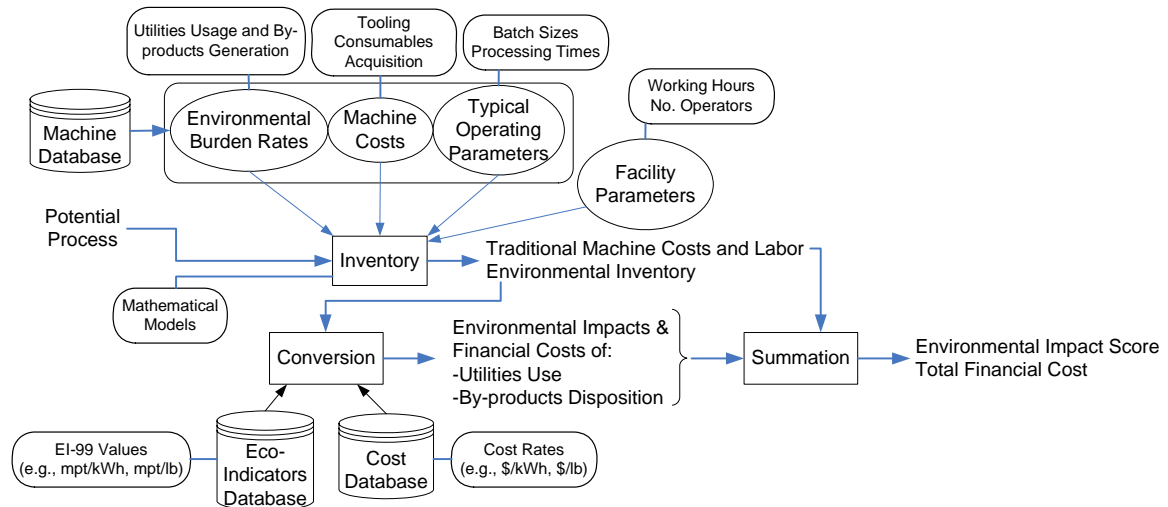 Utilities Usage and By-
products Generation
Tooling
Consumables
Acquisition
Batch Sizes
Processing Times
Working Hours
No. Operators
Machine
Database
Environmental
Burden Rates
Machine
Costs
Typical
Operating
Parameters
Facility
Parameters
Potential
Process
Inventory
Traditional Machine Costs and Labor
Environmental Inventory
Mathematical
Models
Conversion
Environmental Impacts &
Financial Costs of:
-Utilities Use
-By-products Disposition
Summation
Environmental Impact Score
Total Financial Cost
EI-99 Values
(e.g., mpt/kWh, mpt/lb)
Eco-
Indicators
Database
Cost
Database
Cost Rates
(e.g., $/kWh, $/lb)